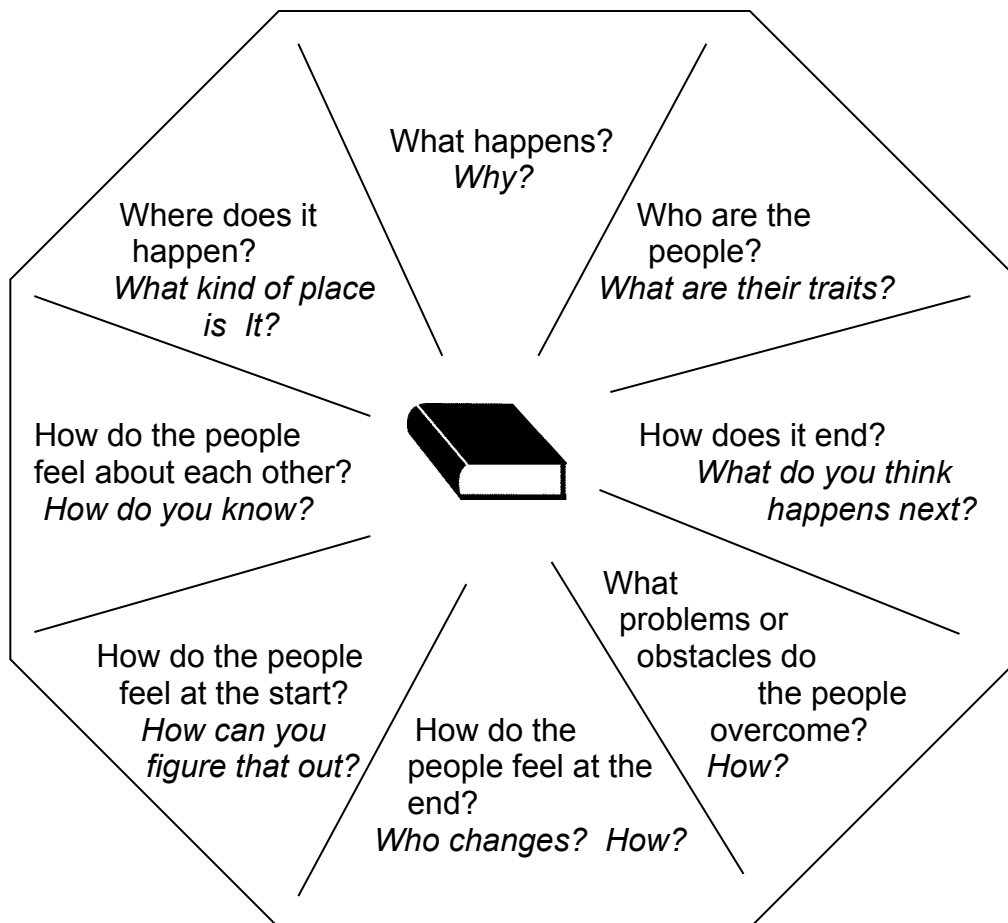 What happens?
Why?
Who are the
people?
What are their traits?
How does it end?
What do you think
happens next?
What
problems or
obstacles do
the people
overcome?
How?
How do the
people feel at the
end?
Who changes?  How?
How do the people
feel at the start?
How can you
figure that out?
How do the people
feel about each other?
How do you know?
Where does it
happen?
What kind of place
is  It?